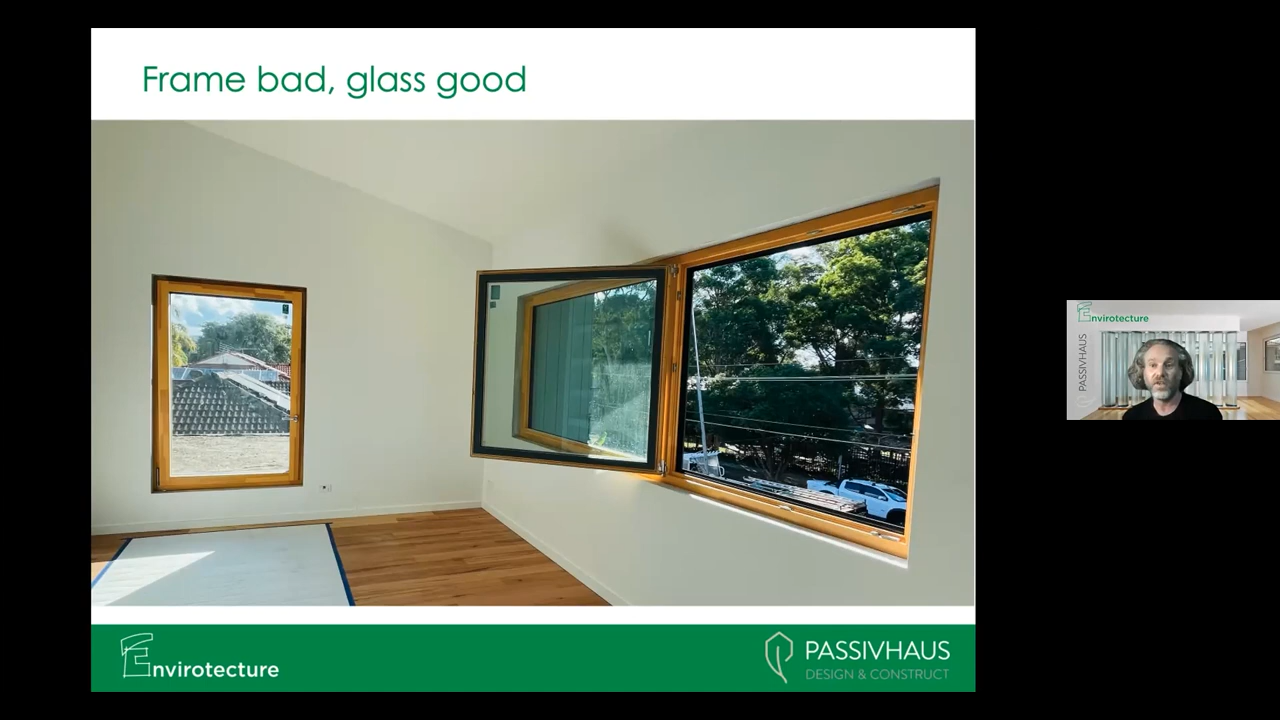 Frame bad, glass good
Envirotecture
PASSIVHAUS
DESIGN & CONSTRUCT
Envirotecture
PASSIVHAUS